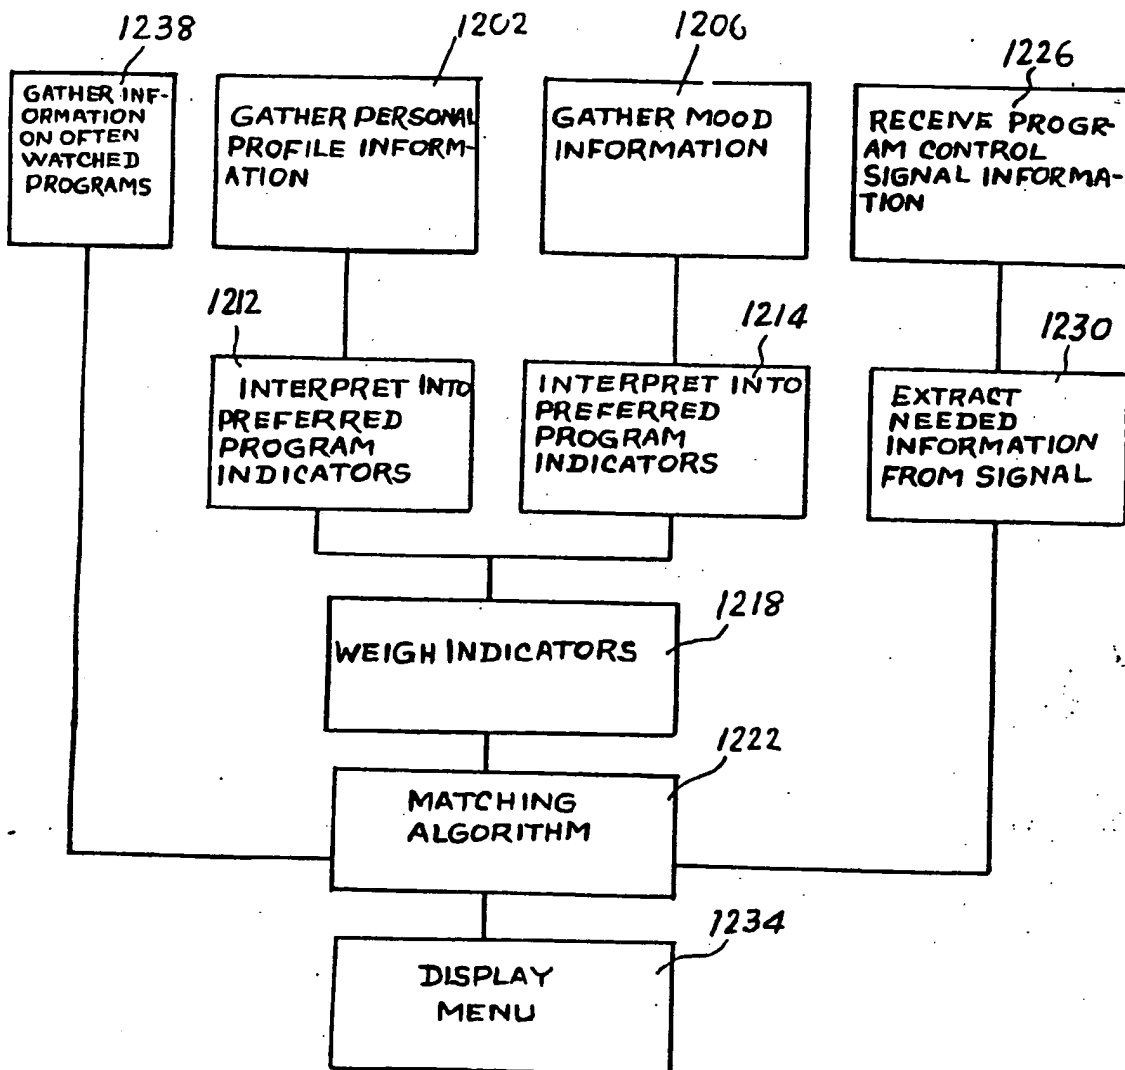 1238
1202
1206
1226
GATHER INF-
ORMATION
ON OFTEN
WATCHED
PROGRAMS
GATHER PERSONAL
PROFILE INFORM-
ATION
GATHER MOOD
INFORMATION
RECEIVE PROGR-
AM CONTROL
SIGNAL INFORMA-
TION
1212
1214
1230
INTERPRET INTO
PREFERRED
PROGRAM
INDICATORS
INTERPRET INTO
PREFERRED
PROGRAM
INDICATORS
EXTRACT
NEEDED
INFORMATION
FROM SIGNAL
1218
WEIGH INDICATORS
1222
MATCHING
ALGORITHM
1234
DISPLAY
MENU